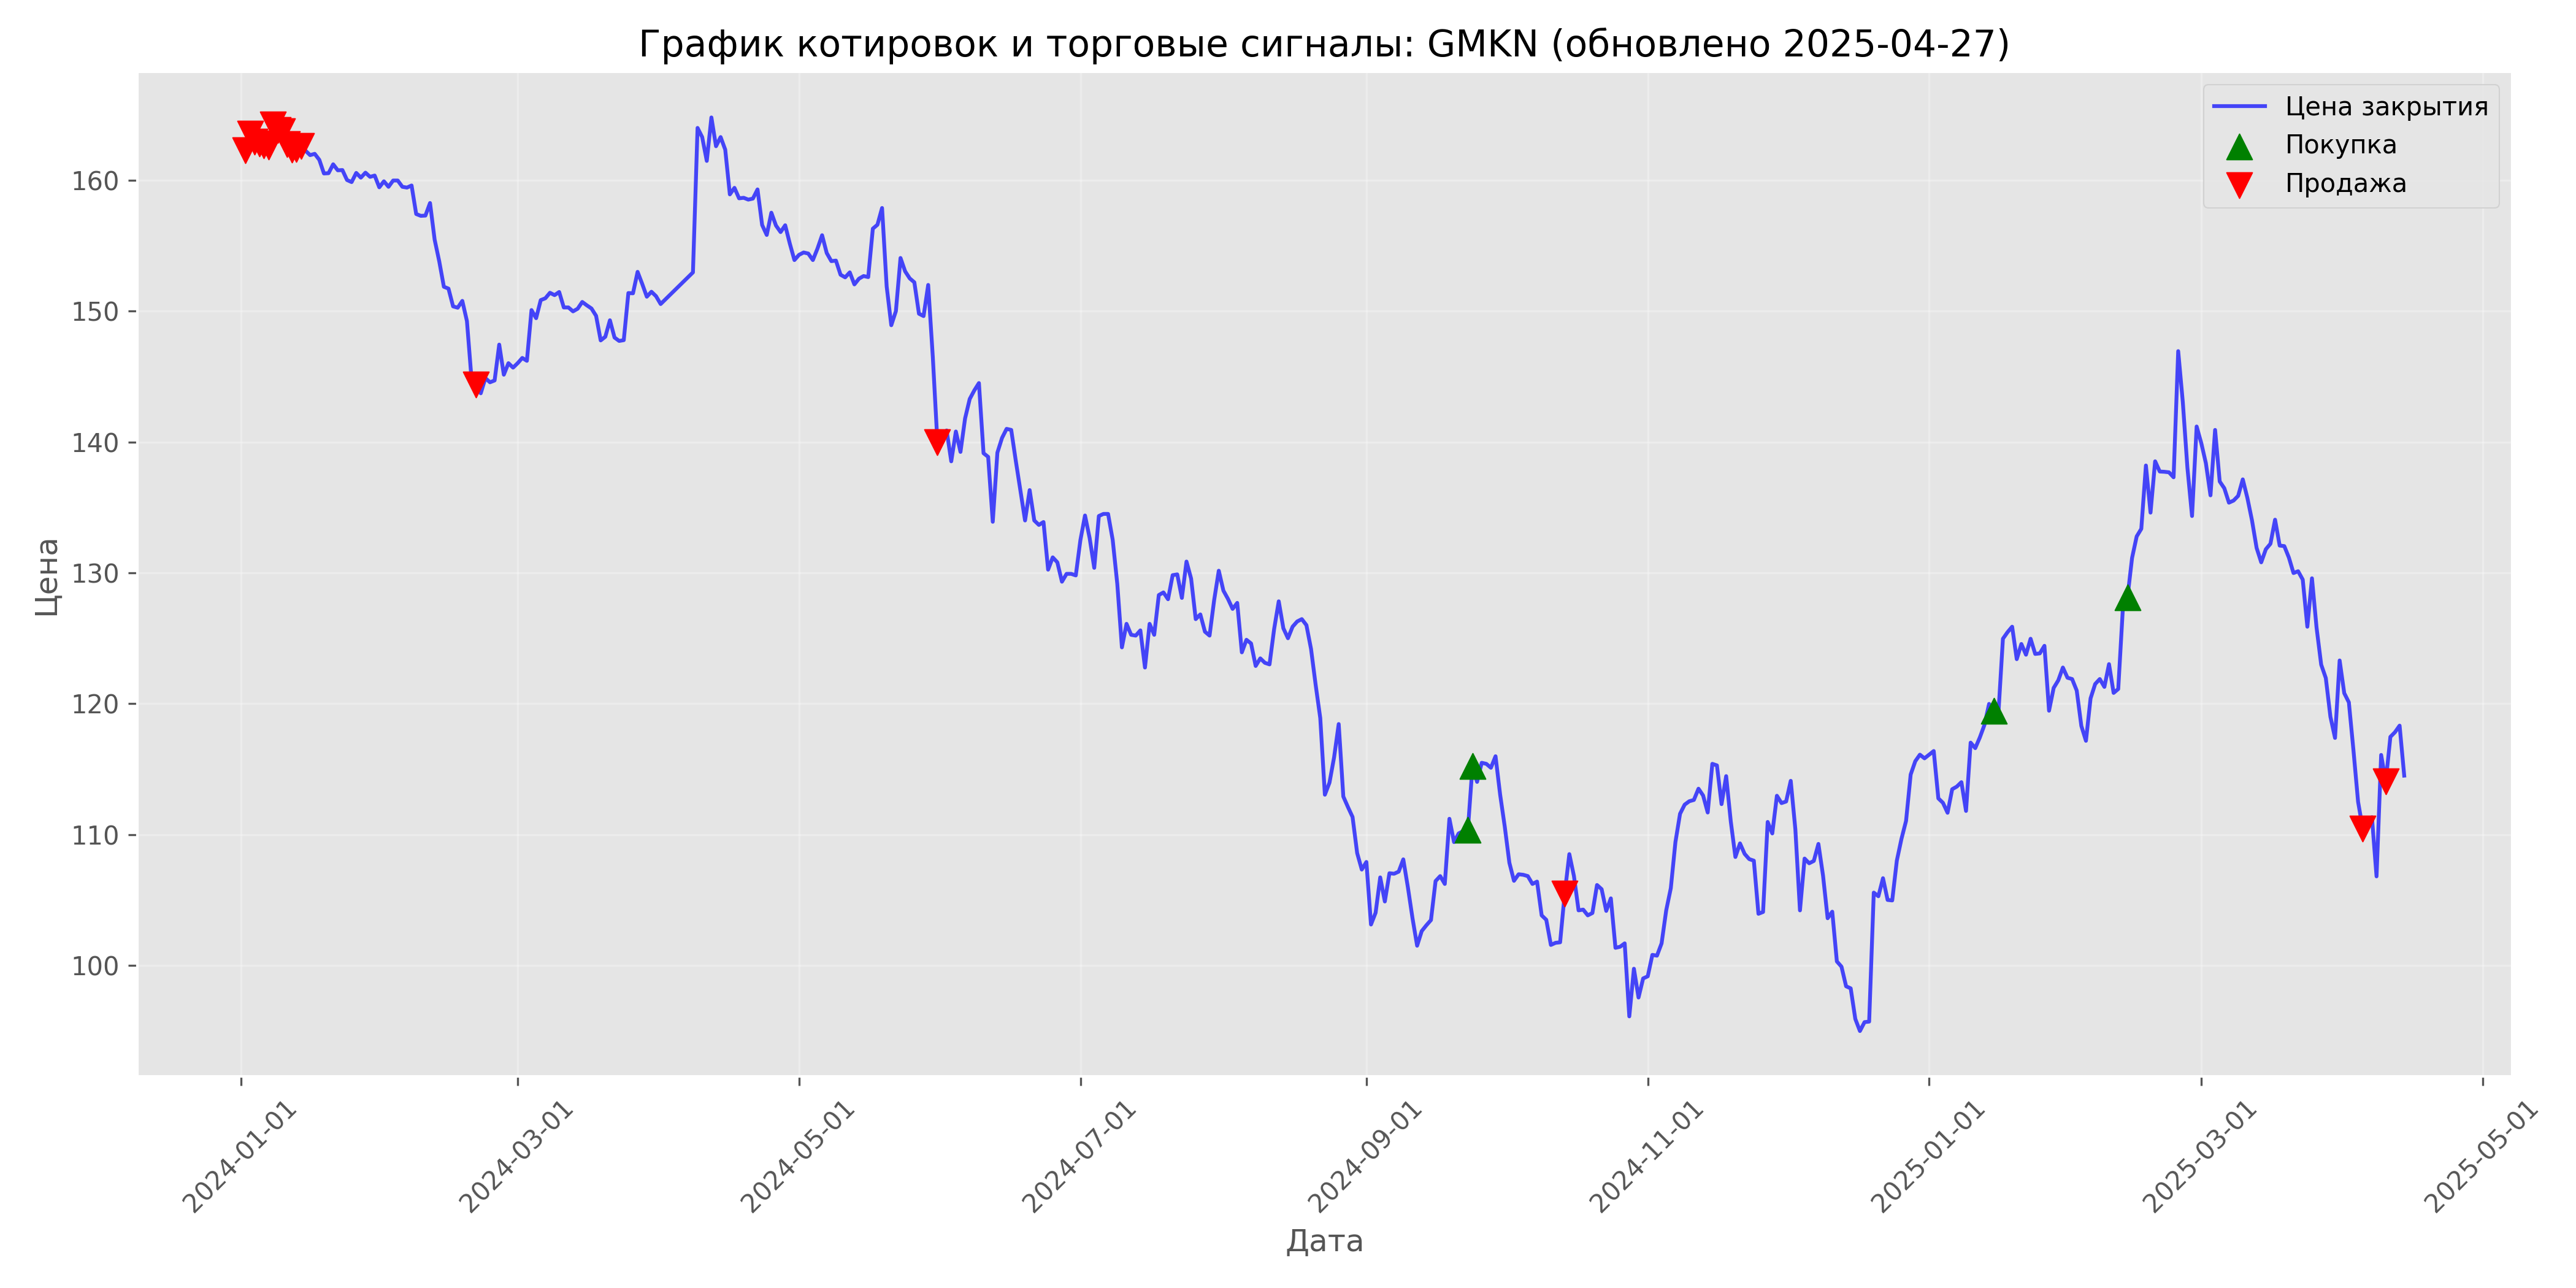 График котировок и торговые сигналы: GMKN (обновлено 2025-04-27)
Цена закрытия
Покупка
Продажа
Цена
160
150
140
130
120
110
100
2024-01-01
2024-03-01
2024-05-01
2024-07-01
2024-09-01
2024-11-01
2025-01-01
2025-03-01
2025-05-01
Дата